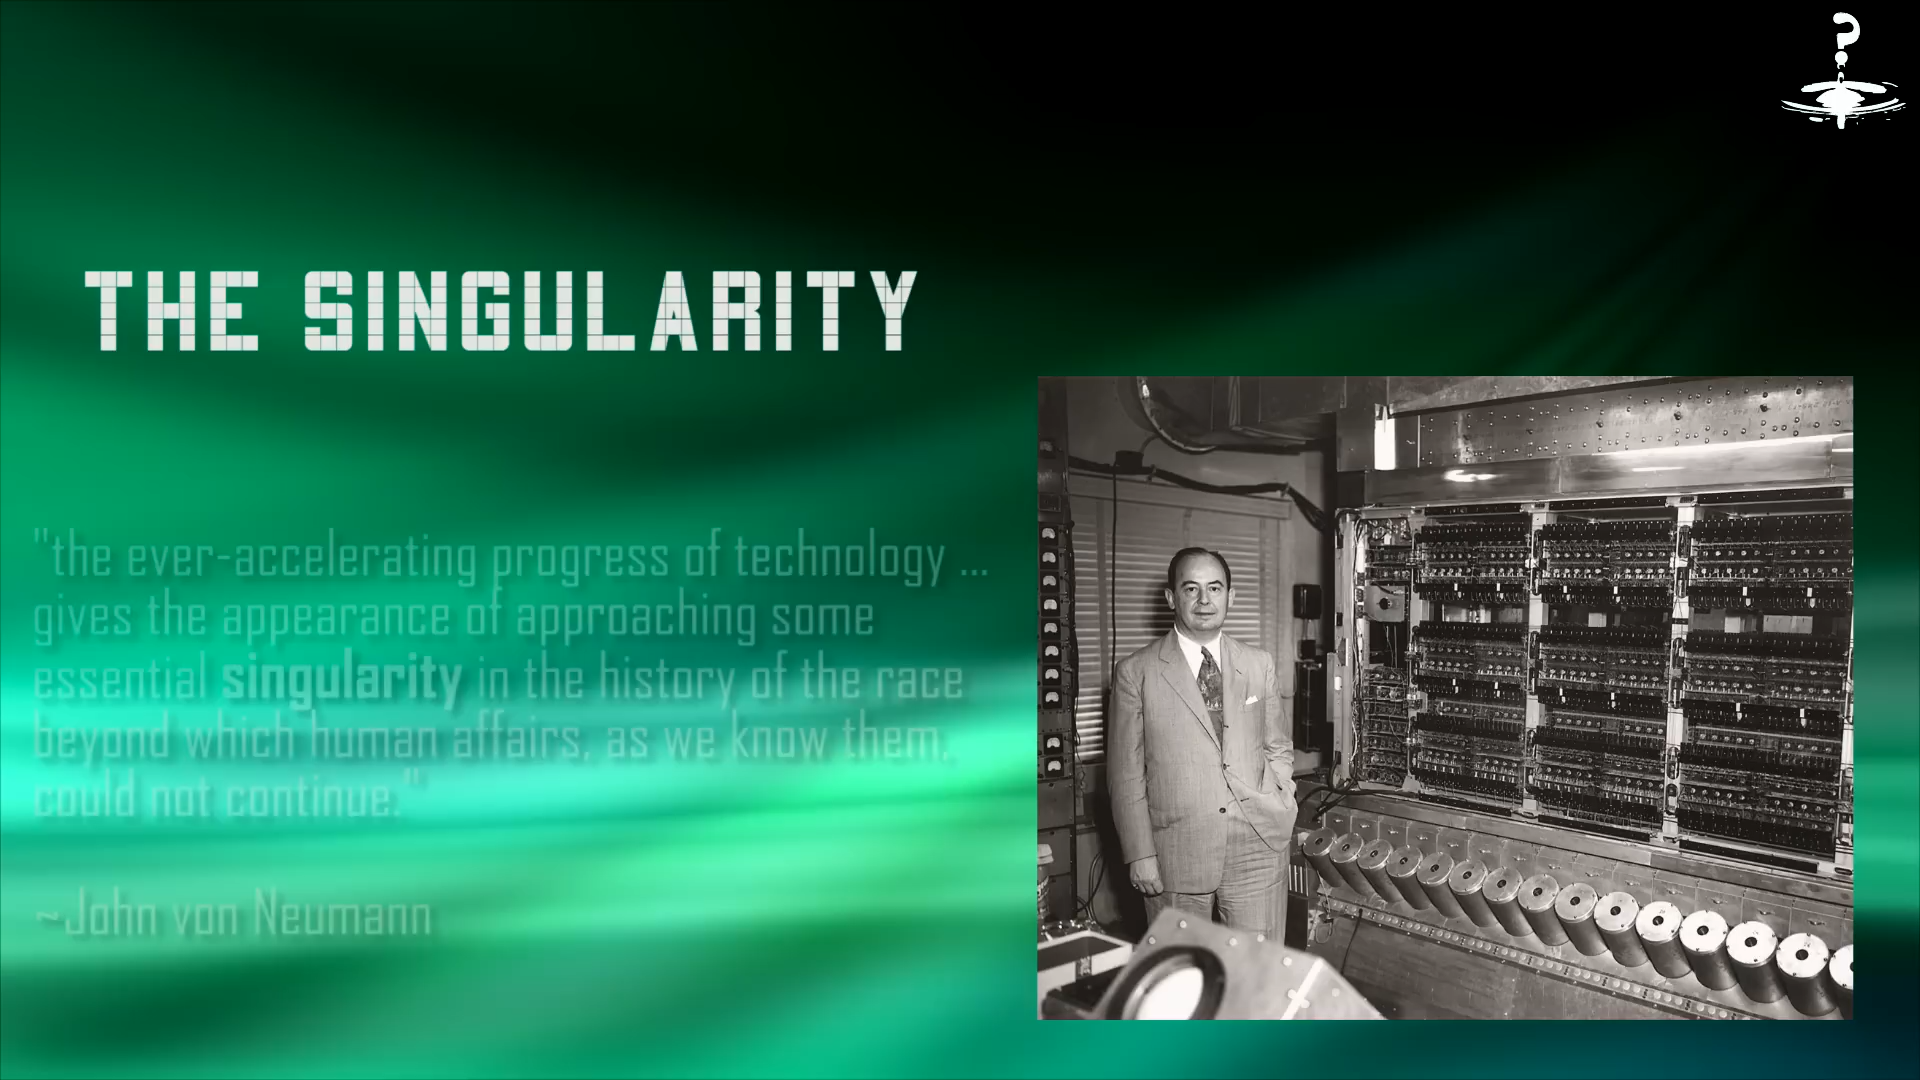 THE SINGULARITY
"the ever-accelerating progress of technology ...
gives the appearance of approaching some
essential singularity in the history of the race
beyond which human affairs, as we know them,
could not continue."
~John von Neumann